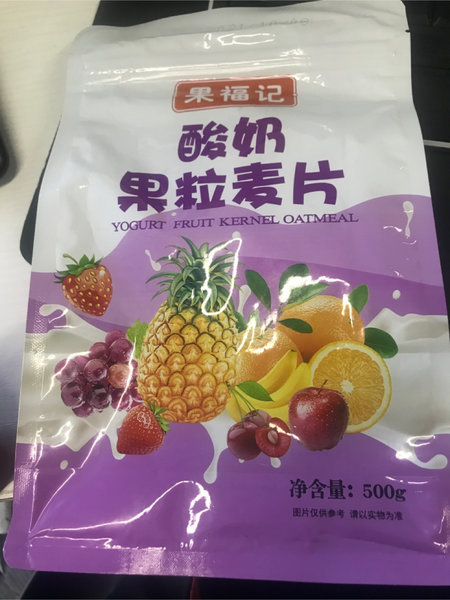 果福记
酸奶
果粒麦片
YOGURT FRUIT KERNEL OATMEAL
净含量：500g
图片仅供参考 请以实物为准